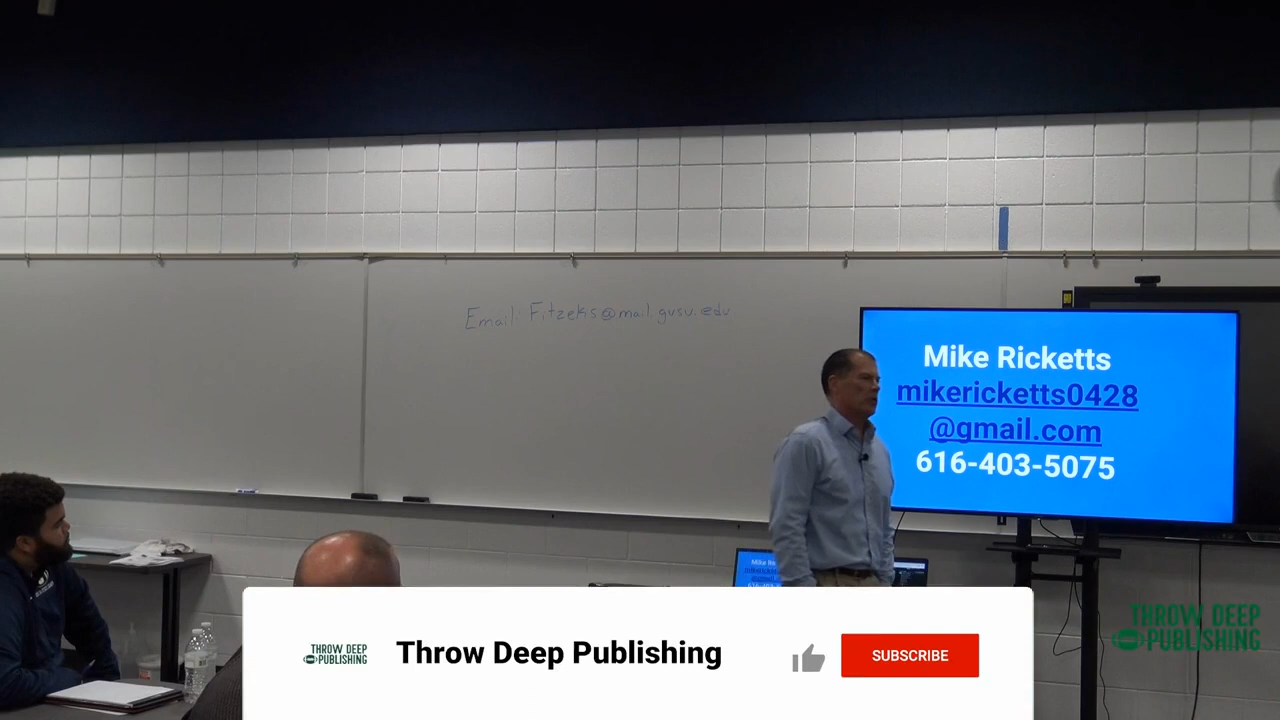 Email: Fitzeks@mail.gvsu.edu
Mike Ricketts
mikericketts0428
@gmail.com
616-403-5075
THROW DEEP
PUBLISHING
Throw Deep Publishing
SUBSCRIBE
THROW DEEP
PUBLISHING